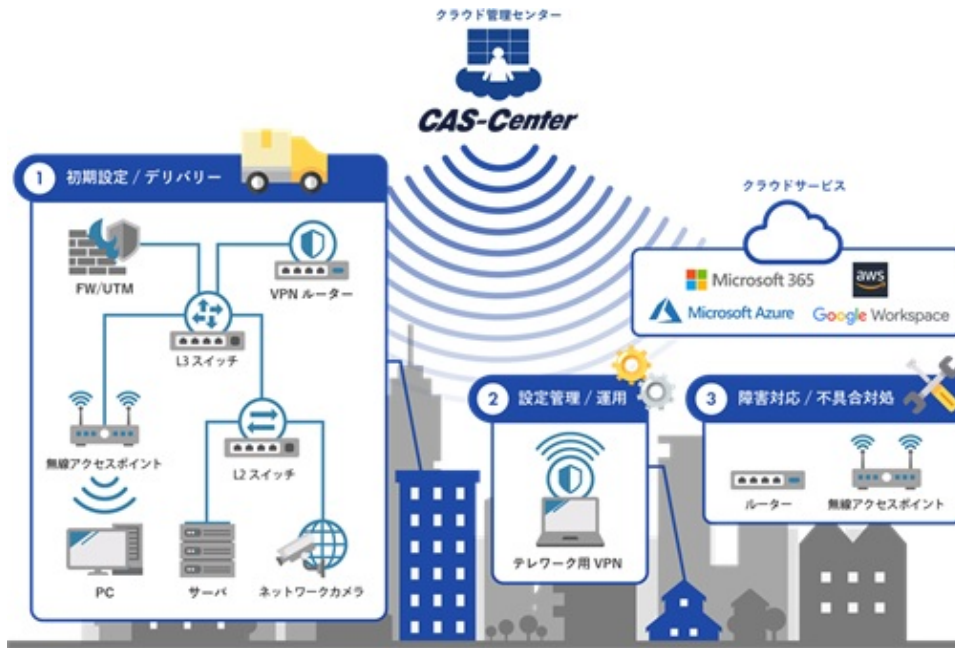 クラウド管理センター
CAS-Center
1 初期設定 / デリバリー
FW/UTM
VPN ルーター
L3 スイッチ
無線アクセスポイント
L2 スイッチ
PC
サーバ
ネットワークカメラ
クラウドサービス
Microsoft 365
aws
Microsoft Azure
Google Workspace
2 設定管理 / 運用
テレワーク用 VPN
3 障害対応 / 不具合対処
ルーター
無線アクセスポイント